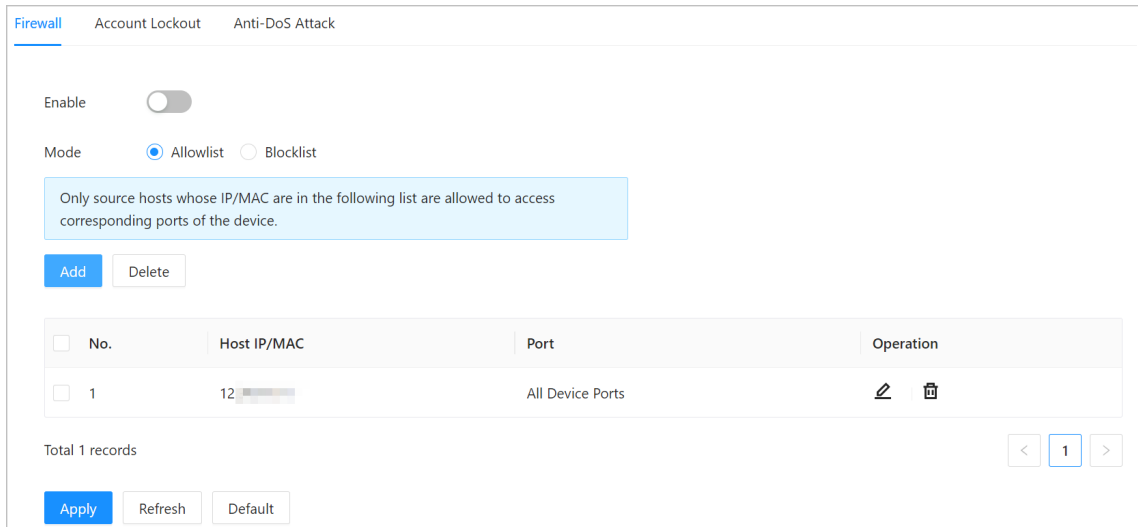 Firewall Account Lockout Anti-DoS Attack
Enable
Mode Allowlist Blocklist
Only source hosts whose IP/MAC are in the following list are allowed to access
corresponding ports of the device.
Add Delete
No. Host IP/MAC Port Operation
1 12 All Device Ports
Total 1 records < 1 >
Apply Refresh Default